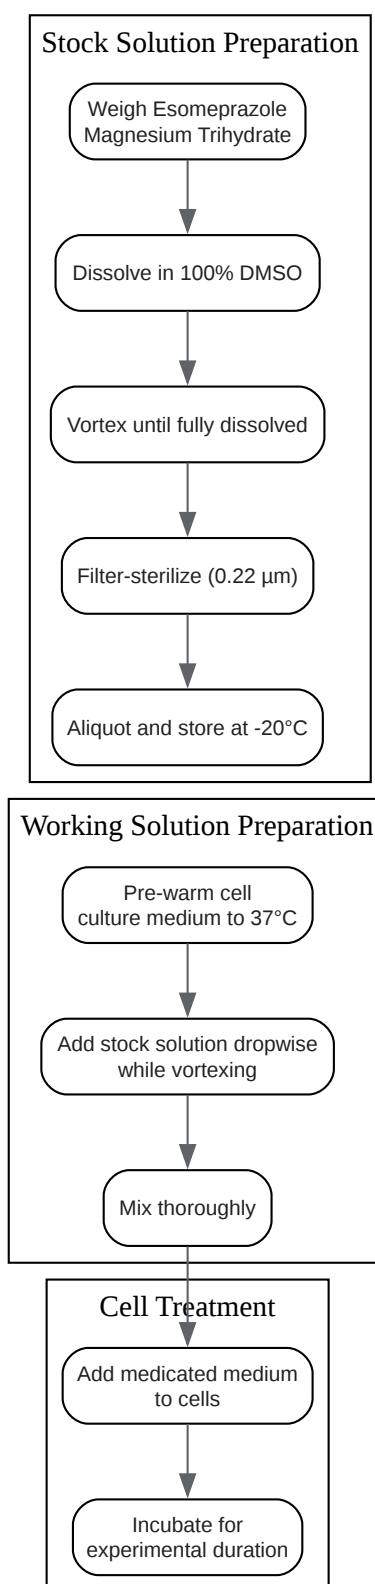 Stock Solution Preparation
Weigh Esomeprazole
Magnesium Trihydrate
Dissolve in 100% DMSO
Vortex until fully dissolved
Filter-sterilize (0.22 µm)
Aliquot and store at -20°C
Working Solution Preparation
Pre-warm cell
culture medium to 37°C
Add stock solution dropwise
while vortexing
Mix thoroughly
Cell Treatment
Add medicated medium
to cells
Incubate for
experimental duration